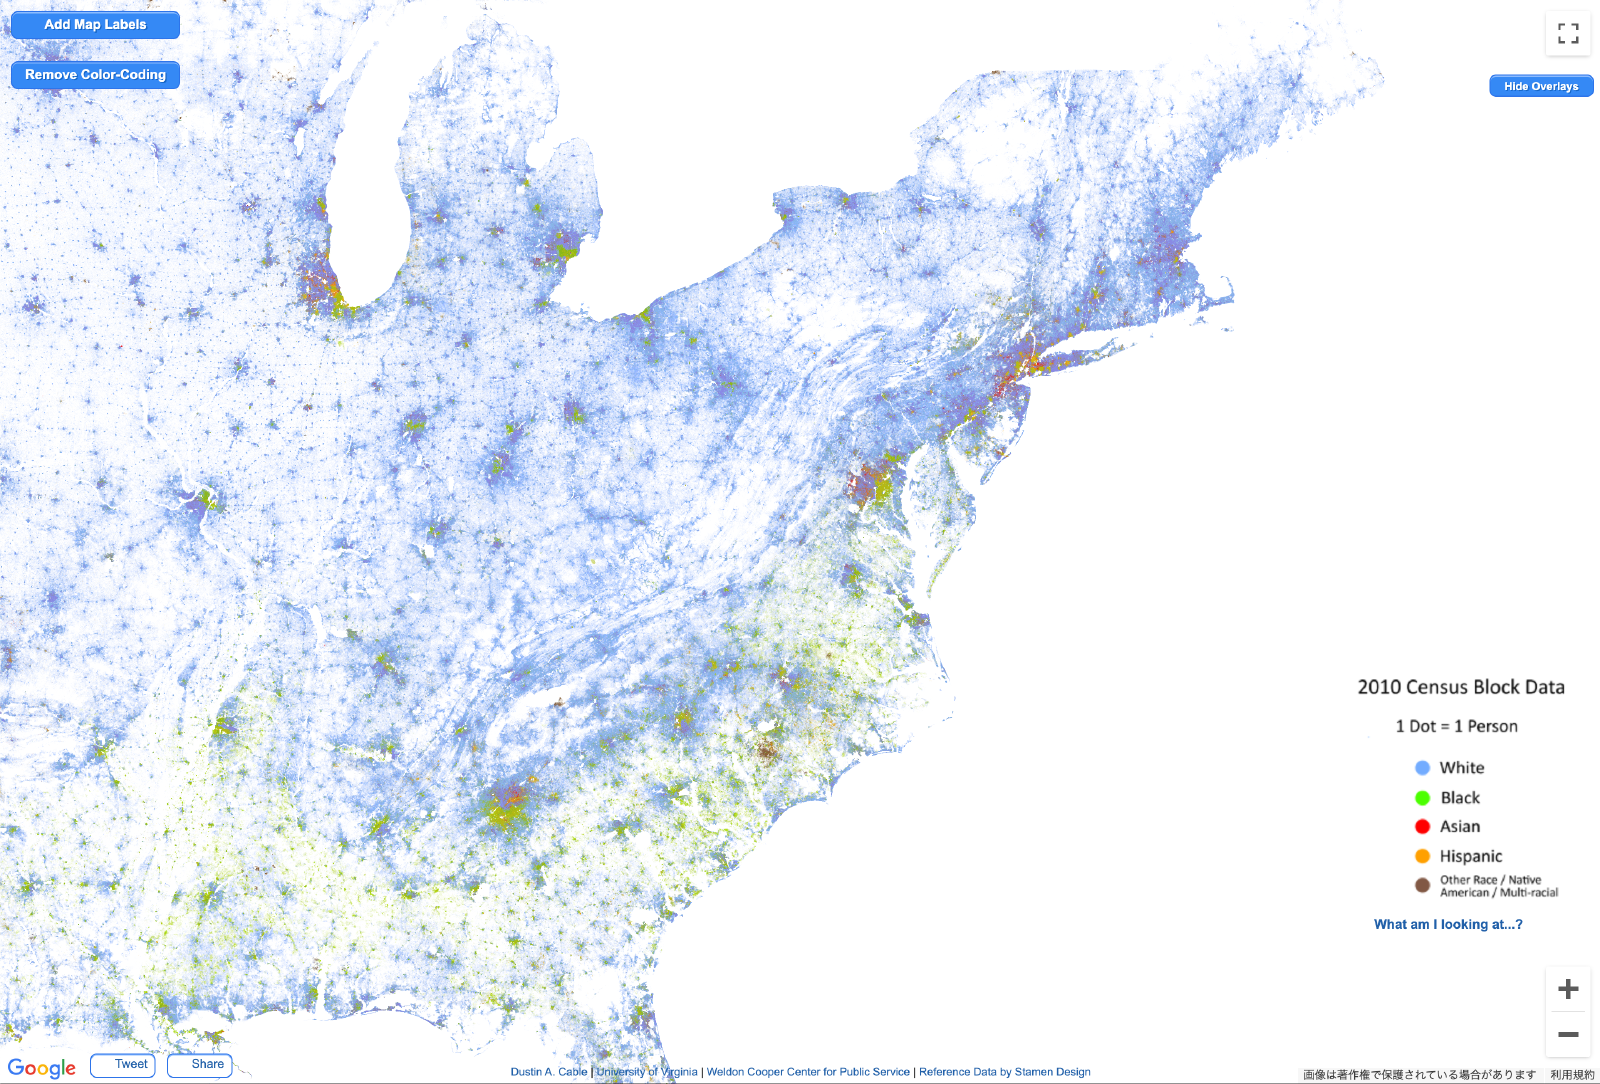 Add Map Labels
Remove Color-Coding
Hide Overlays
2010 Census Block Data
1 Dot = 1 Person
White
Black
Asian
Hispanic
Other Race / Native
American / Multi-racial
What am I looking at...?
Google
Tweet
Share
Dustin A. Cable | University of Virginia | Weldon Cooper Center for Public Service | Reference Data by Stamen Design
画像は著作権で保護されている場合があります
利用規約